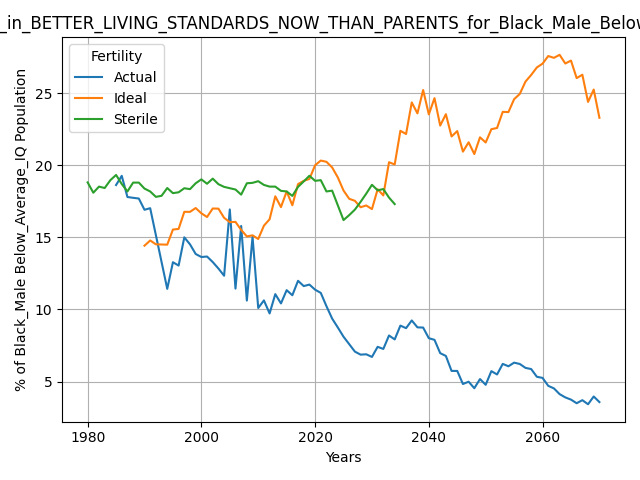 _in_BETTER_LIVING_STANDARDS_NOW_THAN_PARENTS_for_Black_Male_Below
Fertility
Actual
Ideal
Sterile
% of Black_Male Below_Average_IQ Population
25
20
15
10
5
1980
2000
2020
2040
2060
Years